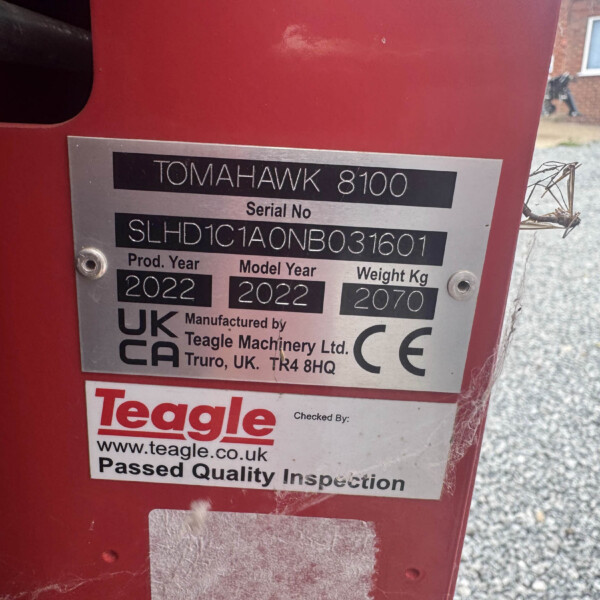 TOMAHAWK 8100
Serial No
SLHD1C1A0NB031601
Prod. Year Model Year Weight Kg
2022 2022 2070
UK
CA
Manufactured by
Teagle Machinery Ltd.
Truro, UK. TR4 8HQ
CE
Teagle
Checked By:
www.teagle.co.uk
Passed Quality Inspection